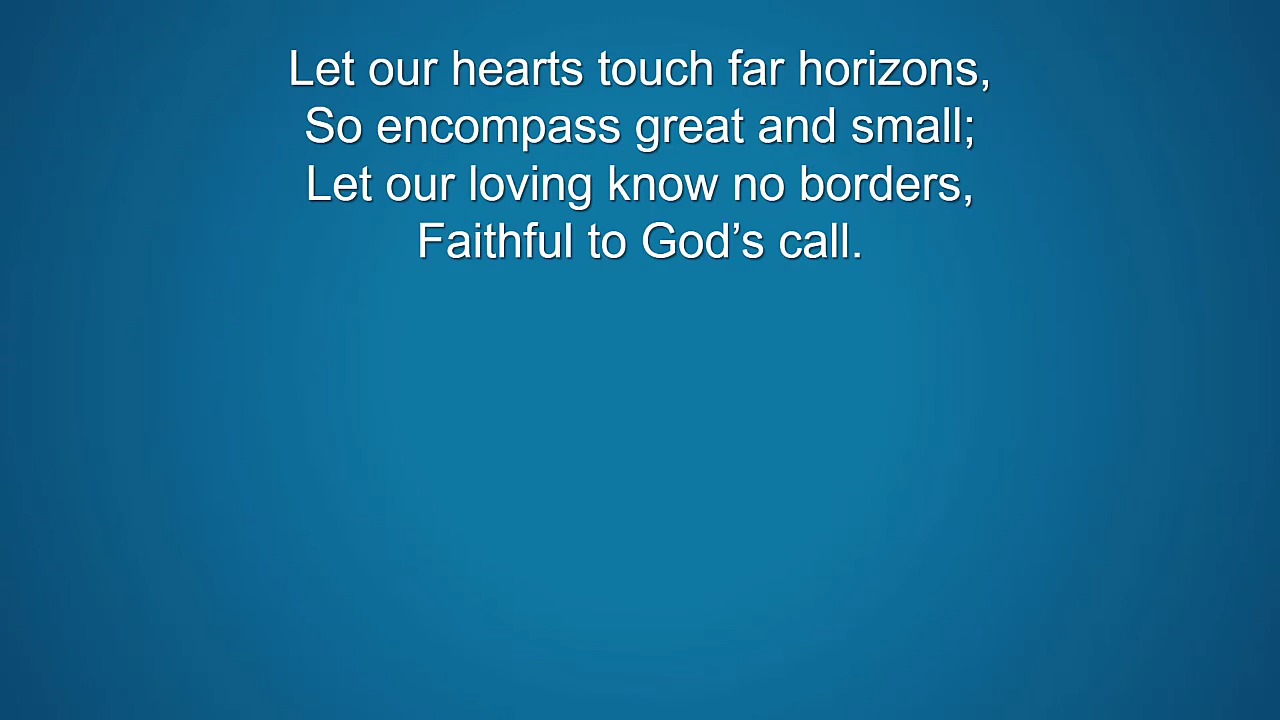 Let our hearts touch far horizons,
So encompass great and small;
Let our loving know no borders,
Faithful to God’s call.